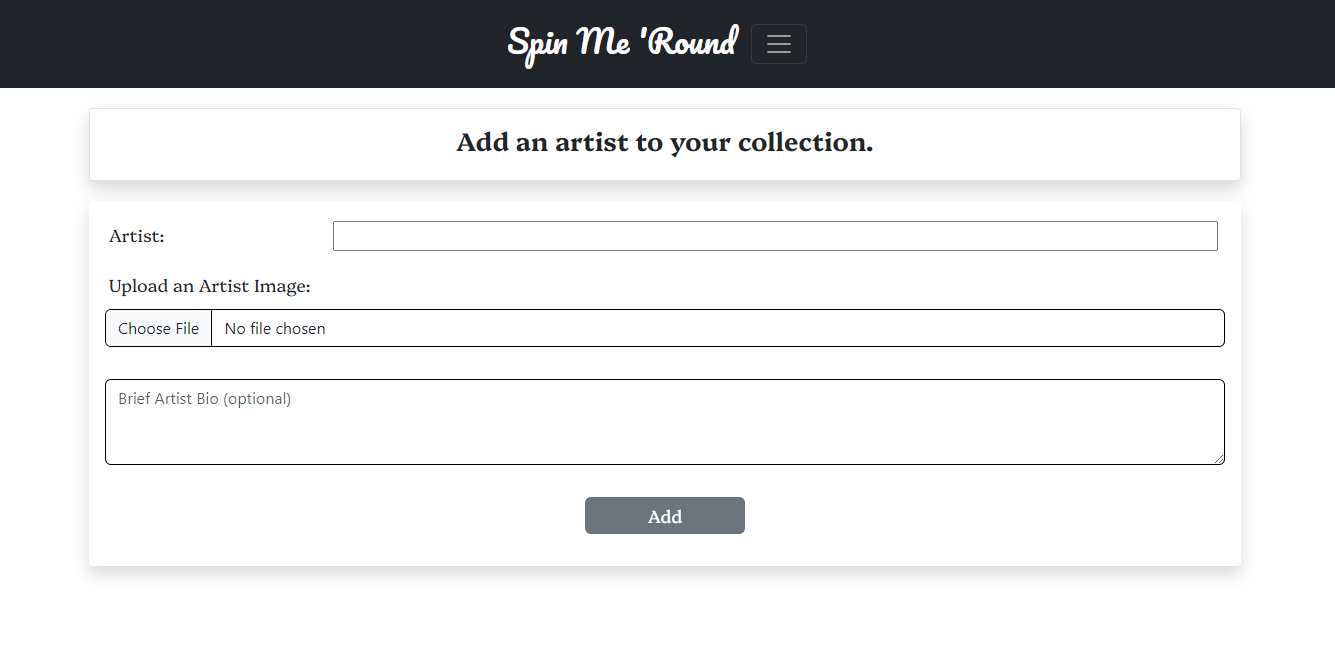 Spin Me 'Round
Add an artist to your collection.
Artist:
Upload an Artist Image:
Choose File No file chosen
Brief Artist Bio (optional)
Add